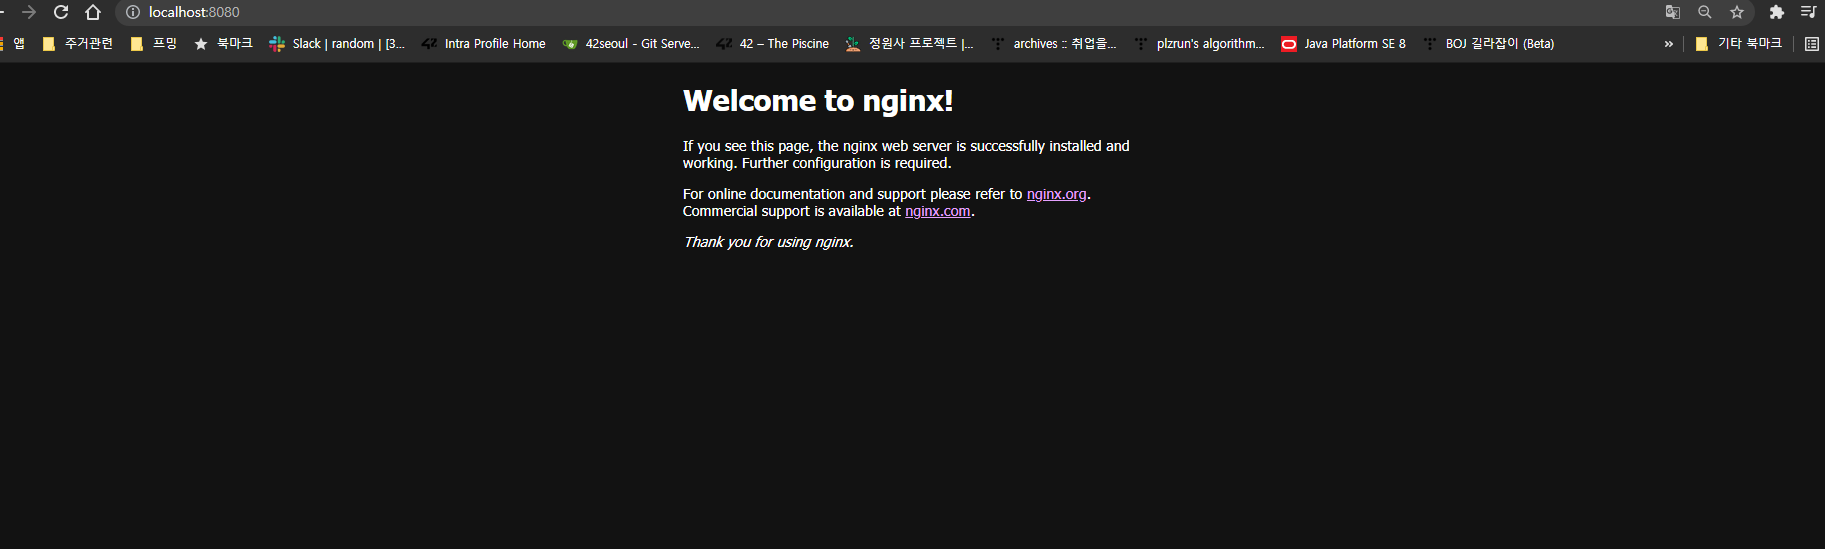 localhost:8080
앱 주거관련 프밍 북마크 Slack | random | [3... Intra Profile Home 42seoul - Git Serve... 42 – The Piscine 정원사 프로젝트 |... archives :: 취업을... plzrun's algorithm... Java Platform SE 8 BOJ 길라잡이 (Beta) » 기타 북마크
Welcome to nginx!
If you see this page, the nginx web server is successfully installed and
working. Further configuration is required.
For online documentation and support please refer to nginx.org.
Commercial support is available at nginx.com.
Thank you for using nginx.